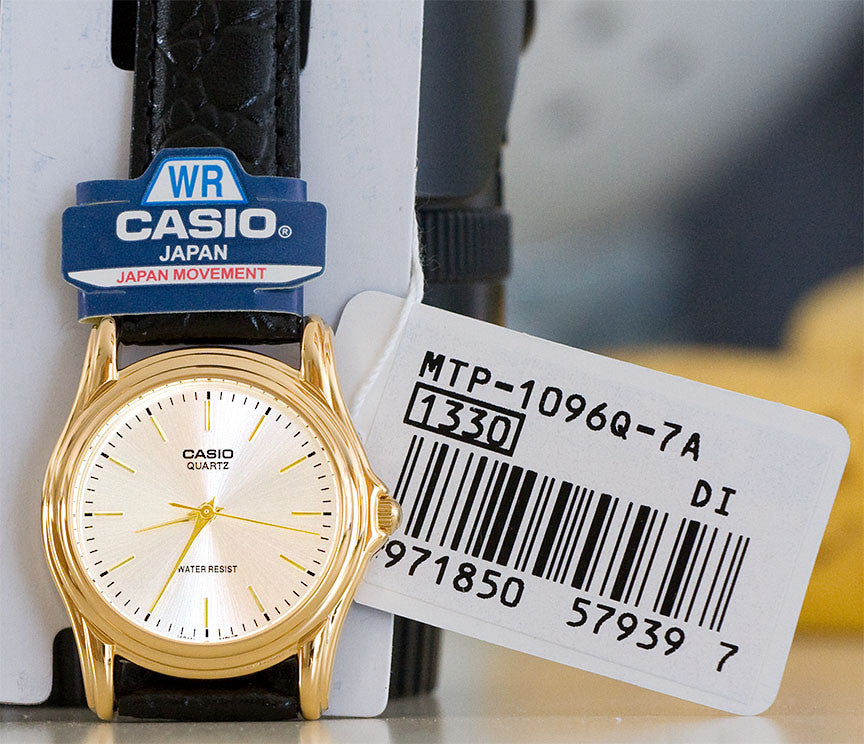 WR
CASIO®
JAPAN
JAPAN MOVEMENT
CASIO
QUARTZ
WATER RESIST
MTP-1096Q-7A
1330
DI
971850 57939 7